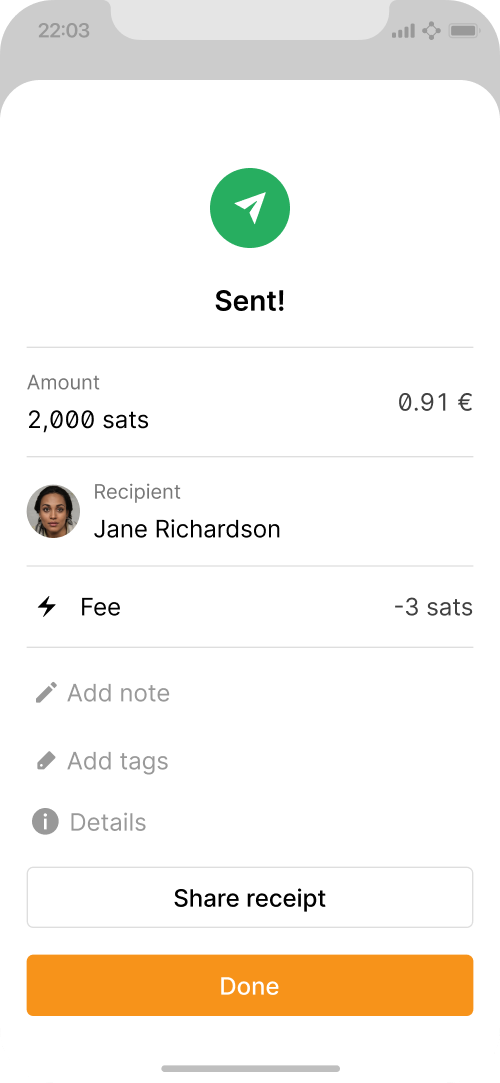 22:03
Sent!
Amount
2,000 sats
0.91 €
Recipient
Jane Richardson
Fee
-3 sats
Add note
Add tags
Details
Share receipt
Done